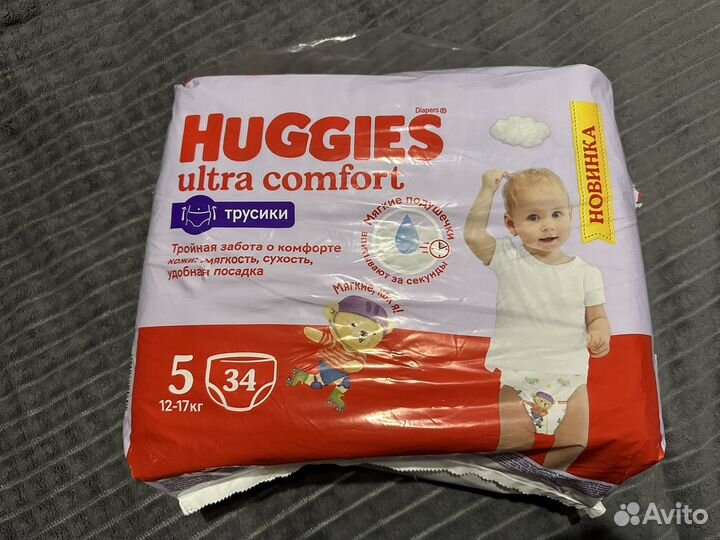 Diapers®
HUGGIES
ultra comfort
трусики
Тройная забота о комфорте
кожи: мягкость, сухость,
удобная посадка
Мягкие подушечки
впитывают за секунды
НОВИНКА
Мягкие, как я!
5
34
12-17кг
Avito